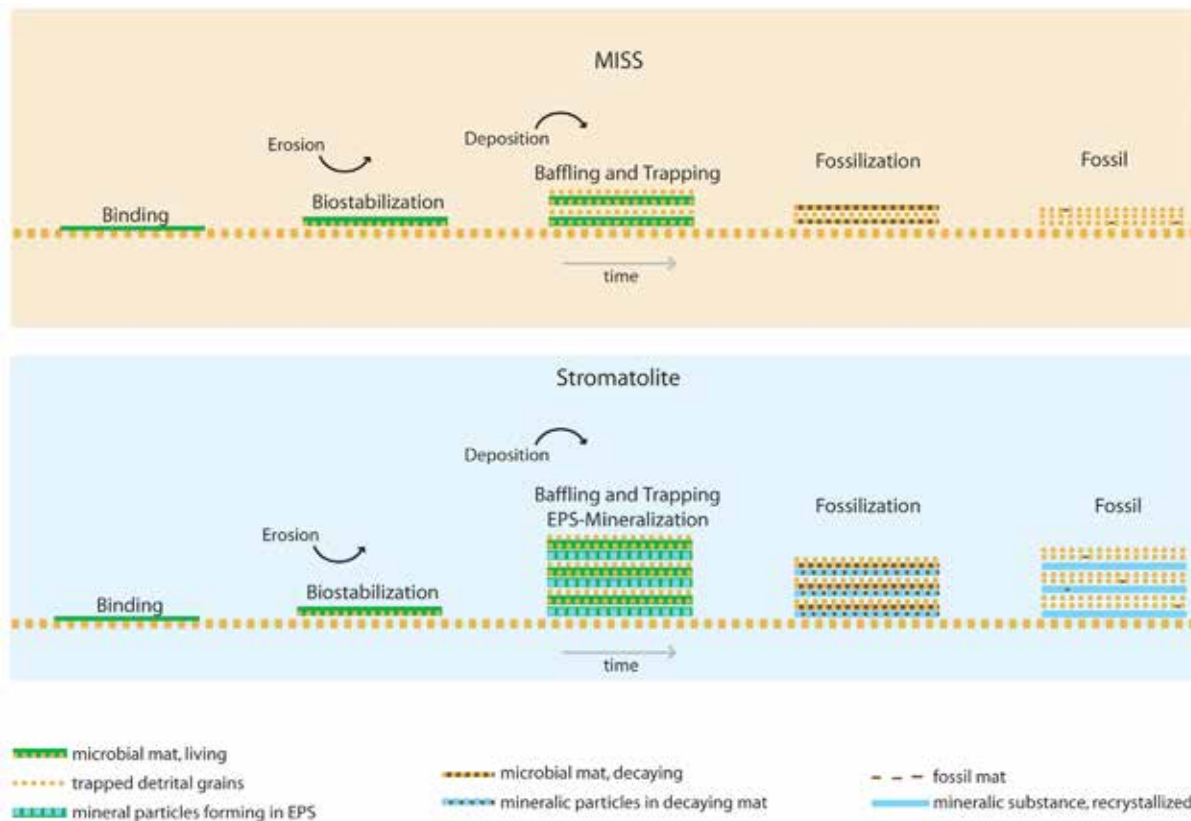 MISS
Erosion
Deposition
Binding
Biostabilization
Baffling and Trapping
Fossilization
Fossil
time
Stromatolite
Erosion
Deposition
Binding
Biostabilization
Baffling and Trapping
EPS-Mineralization
Fossilization
Fossil
time
microbial mat, living
trapped detrital grains
mineral particles forming in EPS
microbial mat, decaying
mineralic particles in decaying mat
fossil mat
mineralic substance, recrystallized